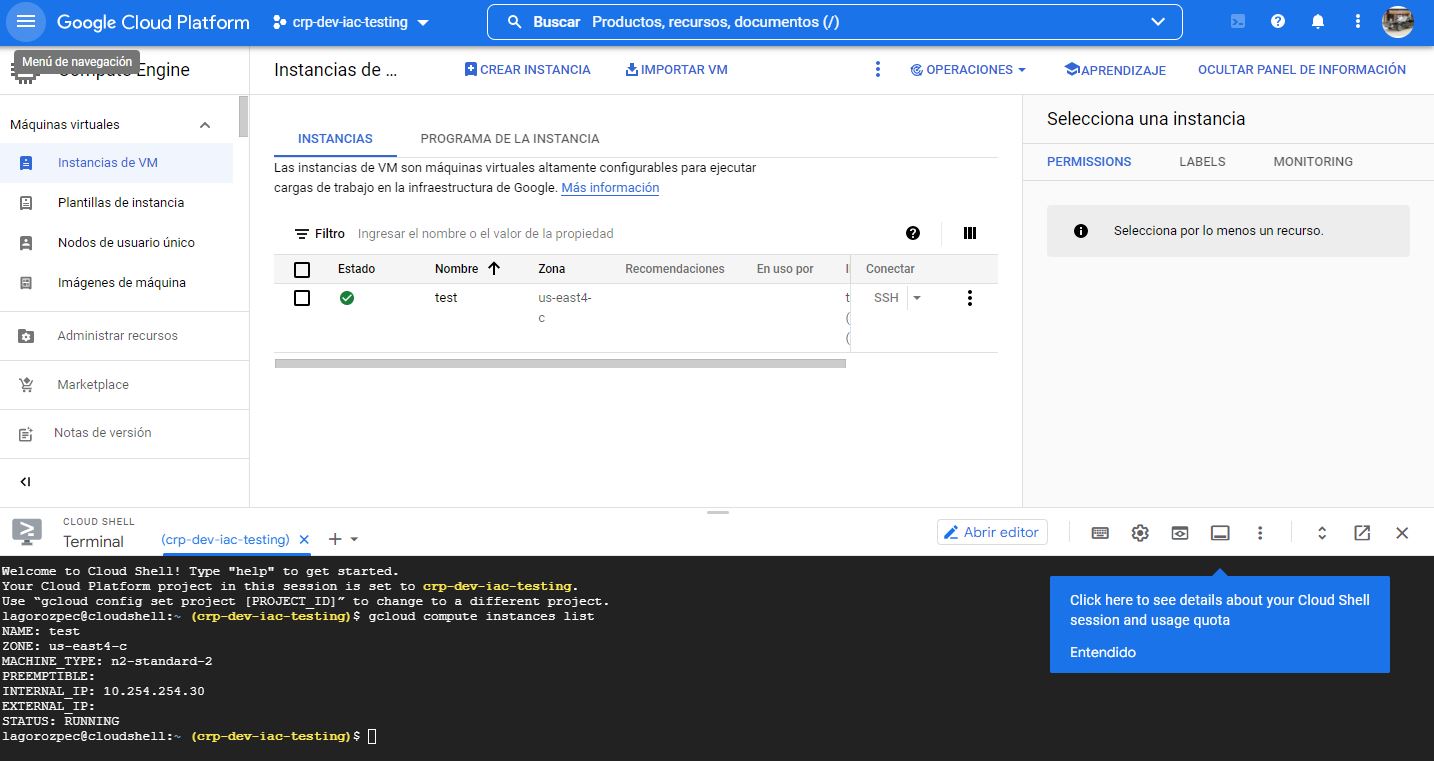 Google Cloud Platform
crp-dev-iac-testing
Buscar Productos, recursos, documentos (/)
Menú de navegación
Engine
Instancias de ...
CREAR INSTANCIA
IMPORTAR VM
OPERACIONES
APRENDIZAJE
OCULTAR PANEL DE INFORMACIÓN
Máquinas virtuales
Instancias de VM
Plantillas de instancia
Nodos de usuario único
Imágenes de máquina
Administrar recursos
Marketplace
Notas de versión
INSTANCIAS
PROGRAMA DE LA INSTANCIA
Las instancias de VM son máquinas virtuales altamente configurables para ejecutar
cargas de trabajo en la infraestructura de Google. Más información
Filtro Ingresar el nombre o el valor de la propiedad
Estado Nombre Zona Recomendaciones En uso por Conectar
test us-east4- SSH
c
Selecciona una instancia
PERMISSIONS LABELS MONITORING
Selecciona por lo menos un recurso.
CLOUD SHELL
Terminal
(crp-dev-iac-testing)
Abrir editor
Welcome to Cloud Shell! Type "help" to get started.
Your Cloud Platform project in this session is set to crp-dev-iac-testing.
Use “gcloud config set project [PROJECT_ID]” to change to a different project.
lagorozpec@cloudshell:~ (crp-dev-iac-testing)$ gcloud compute instances list
NAME: test
ZONE: us-east4-c
MACHINE_TYPE: n2-standard-2
PREEMPTIBLE:
INTERNAL_IP: 10.254.254.30
EXTERNAL_IP:
STATUS: RUNNING
lagorozpec@cloudshell:~ (crp-dev-iac-testing)$
Click here to see details about your Cloud Shell
session and usage quota
Entendido